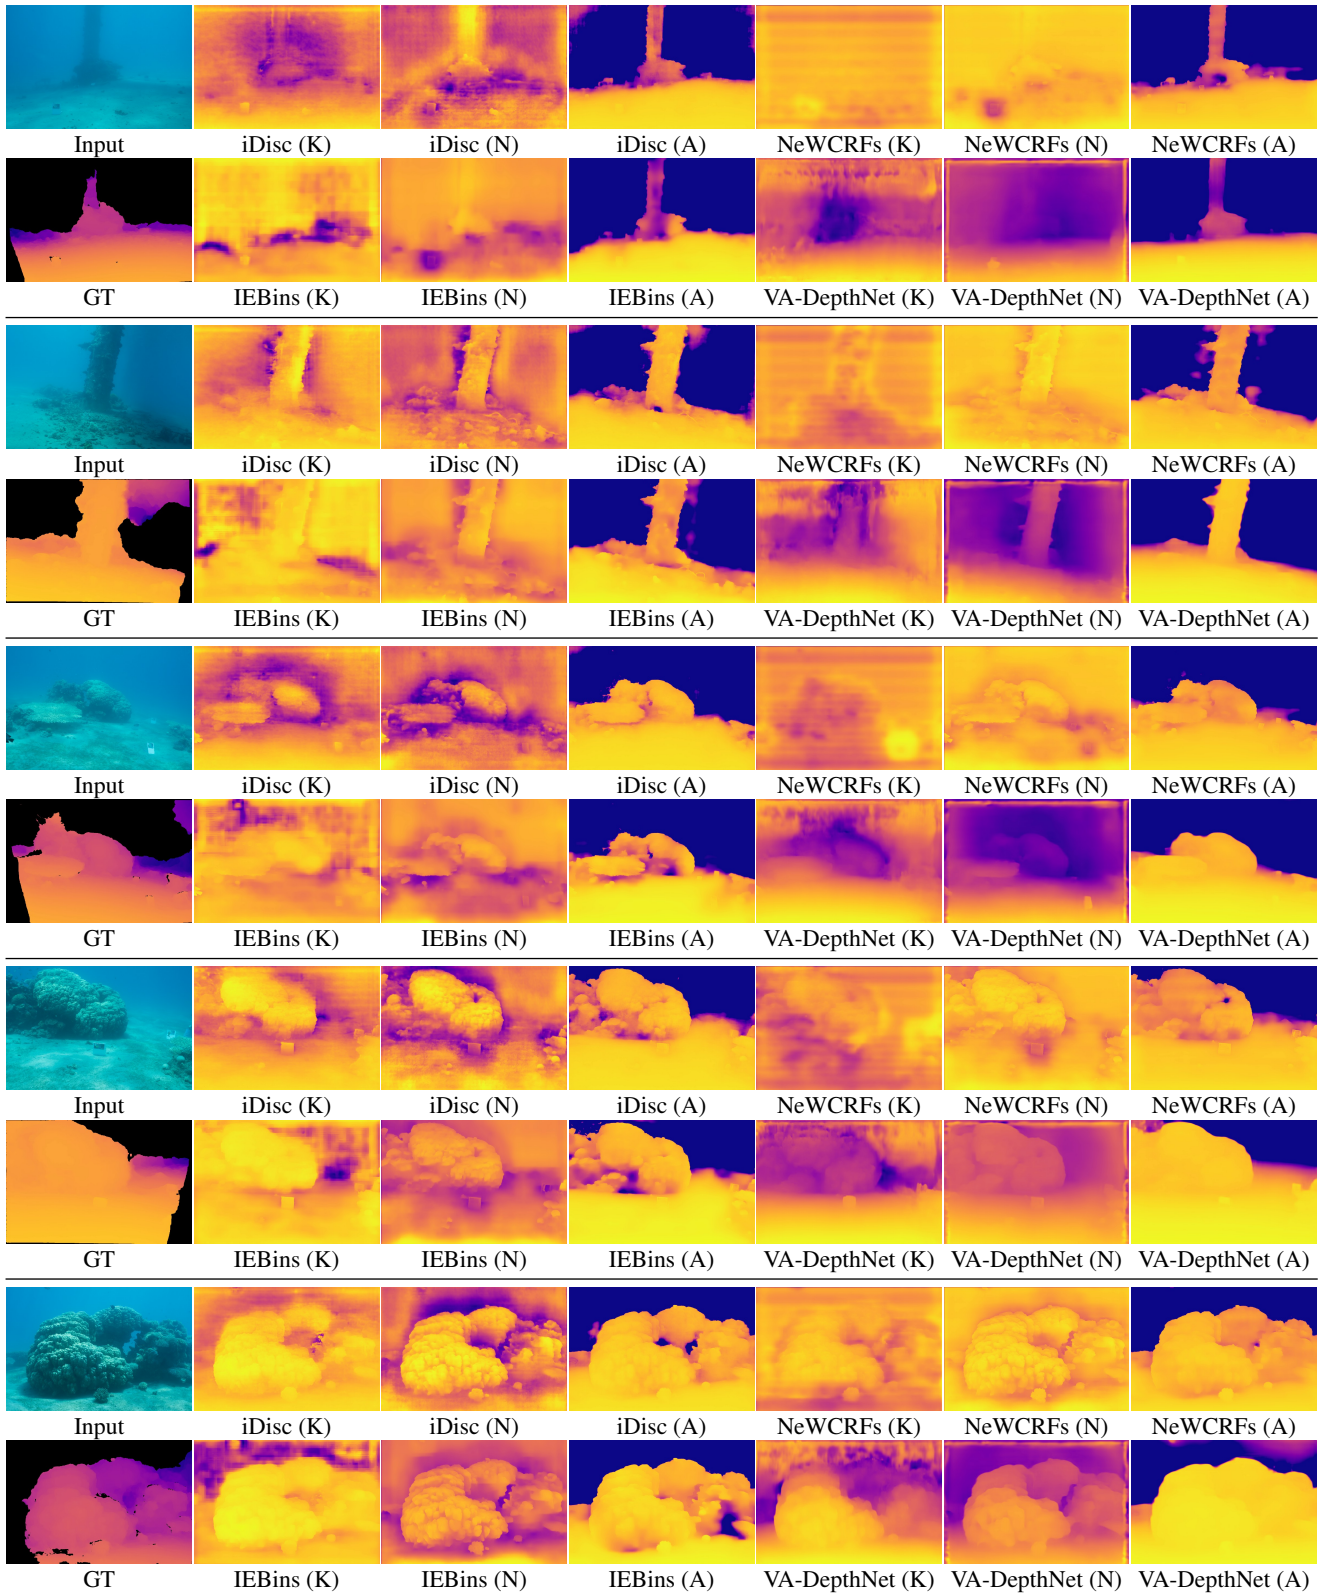 Input iDisc (K) iDisc (N) iDisc (A) NeWCRFs (K) NeWCRFs (N) NeWCRFs (A)
GT IEBins (K) IEBins (N) IEBins (A) VA-DepthNet (K) VA-DepthNet (N) VA-DepthNet (A)
Input iDisc (K) iDisc (N) iDisc (A) NeWCRFs (K) NeWCRFs (N) NeWCRFs (A)
GT IEBins (K) IEBins (N) IEBins (A) VA-DepthNet (K) VA-DepthNet (N) VA-DepthNet (A)
Input iDisc (K) iDisc (N) iDisc (A) NeWCRFs (K) NeWCRFs (N) NeWCRFs (A)
GT IEBins (K) IEBins (N) IEBins (A) VA-DepthNet (K) VA-DepthNet (N) VA-DepthNet (A)
Input iDisc (K) iDisc (N) iDisc (A) NeWCRFs (K) NeWCRFs (N) NeWCRFs (A)
GT IEBins (K) IEBins (N) IEBins (A) VA-DepthNet (K) VA-DepthNet (N) VA-DepthNet (A)
Input iDisc (K) iDisc (N) iDisc (A) NeWCRFs (K) NeWCRFs (N) NeWCRFs (A)
GT IEBins (K) IEBins (N) IEBins (A) VA-DepthNet (K) VA-DepthNet (N) VA-DepthNet (A)